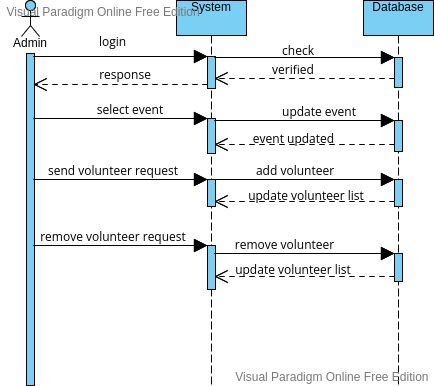 Visual Paradigm Online Free Edition
System
Database
Admin
login
check
response
verified
select event
update event
event updated
send volunteer request
add volunteer
update volunteer list
remove volunteer request
remove volunteer
update volunteer list
Visual Paradigm Online Free Edition